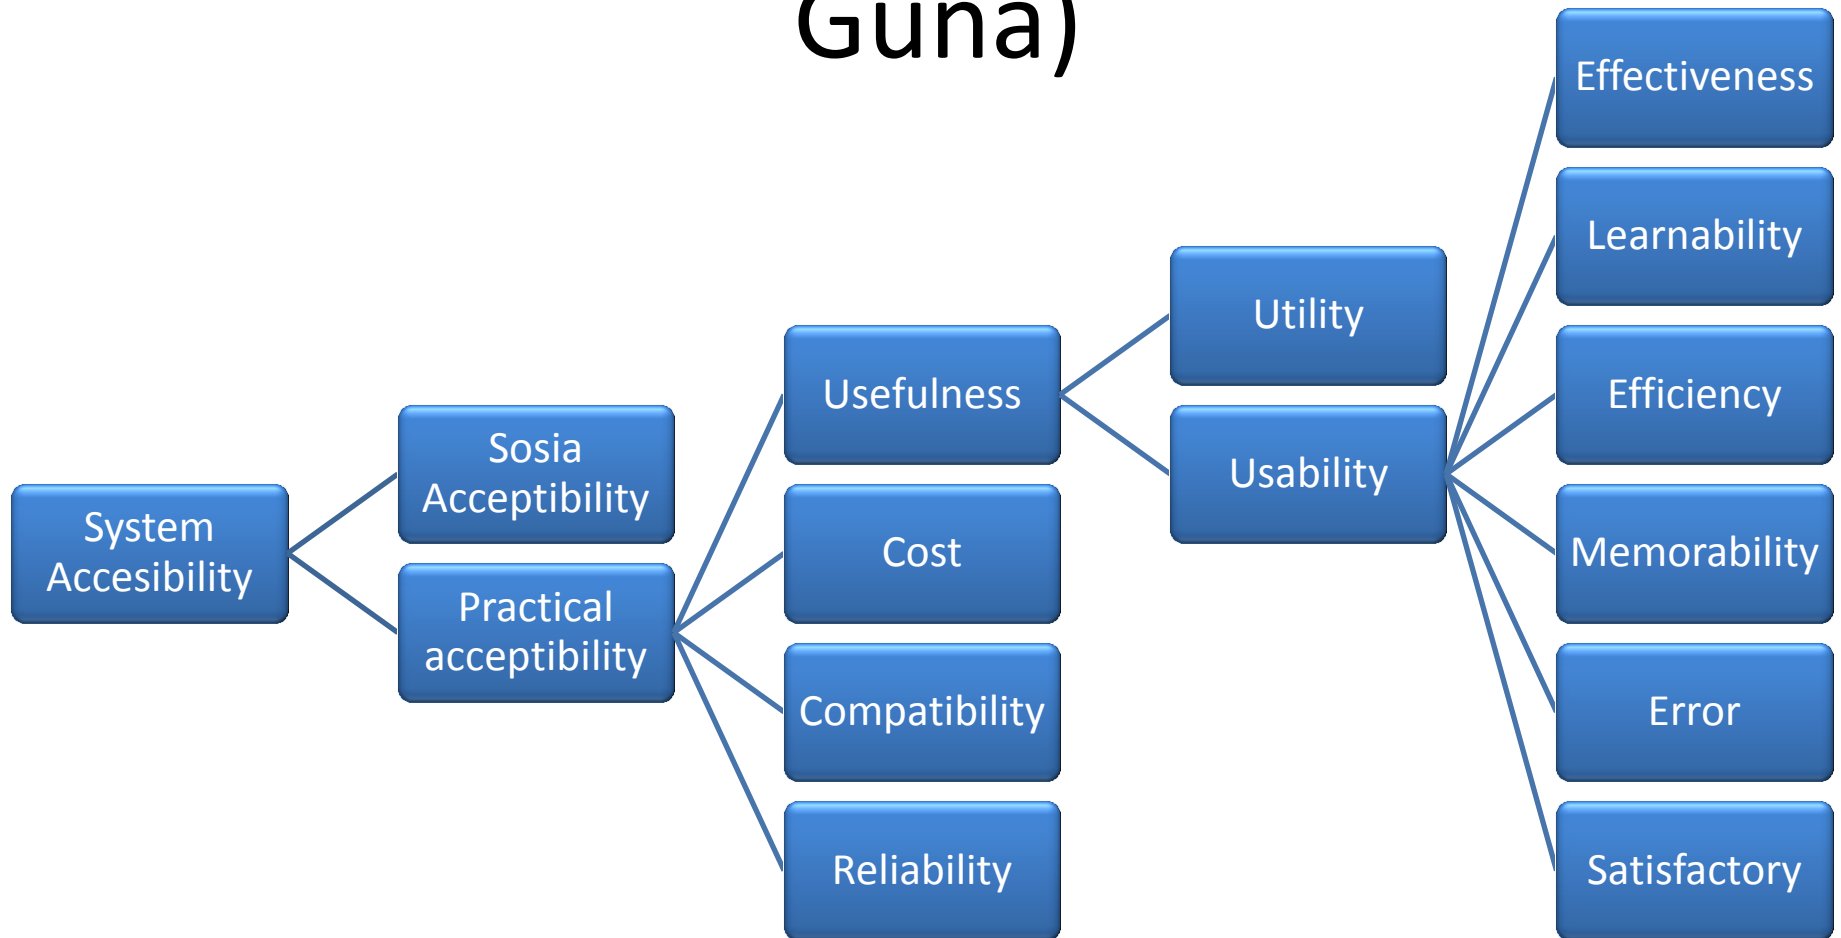 Guna)
System
Accesibility
Sosia
Acceptibility
Practical
acceptibility
Usefulness
Cost
Compatibility
Reliability
Utility
Usability
Effectiveness
Learnability
Efficiency
Memorability
Error
Satisfactory